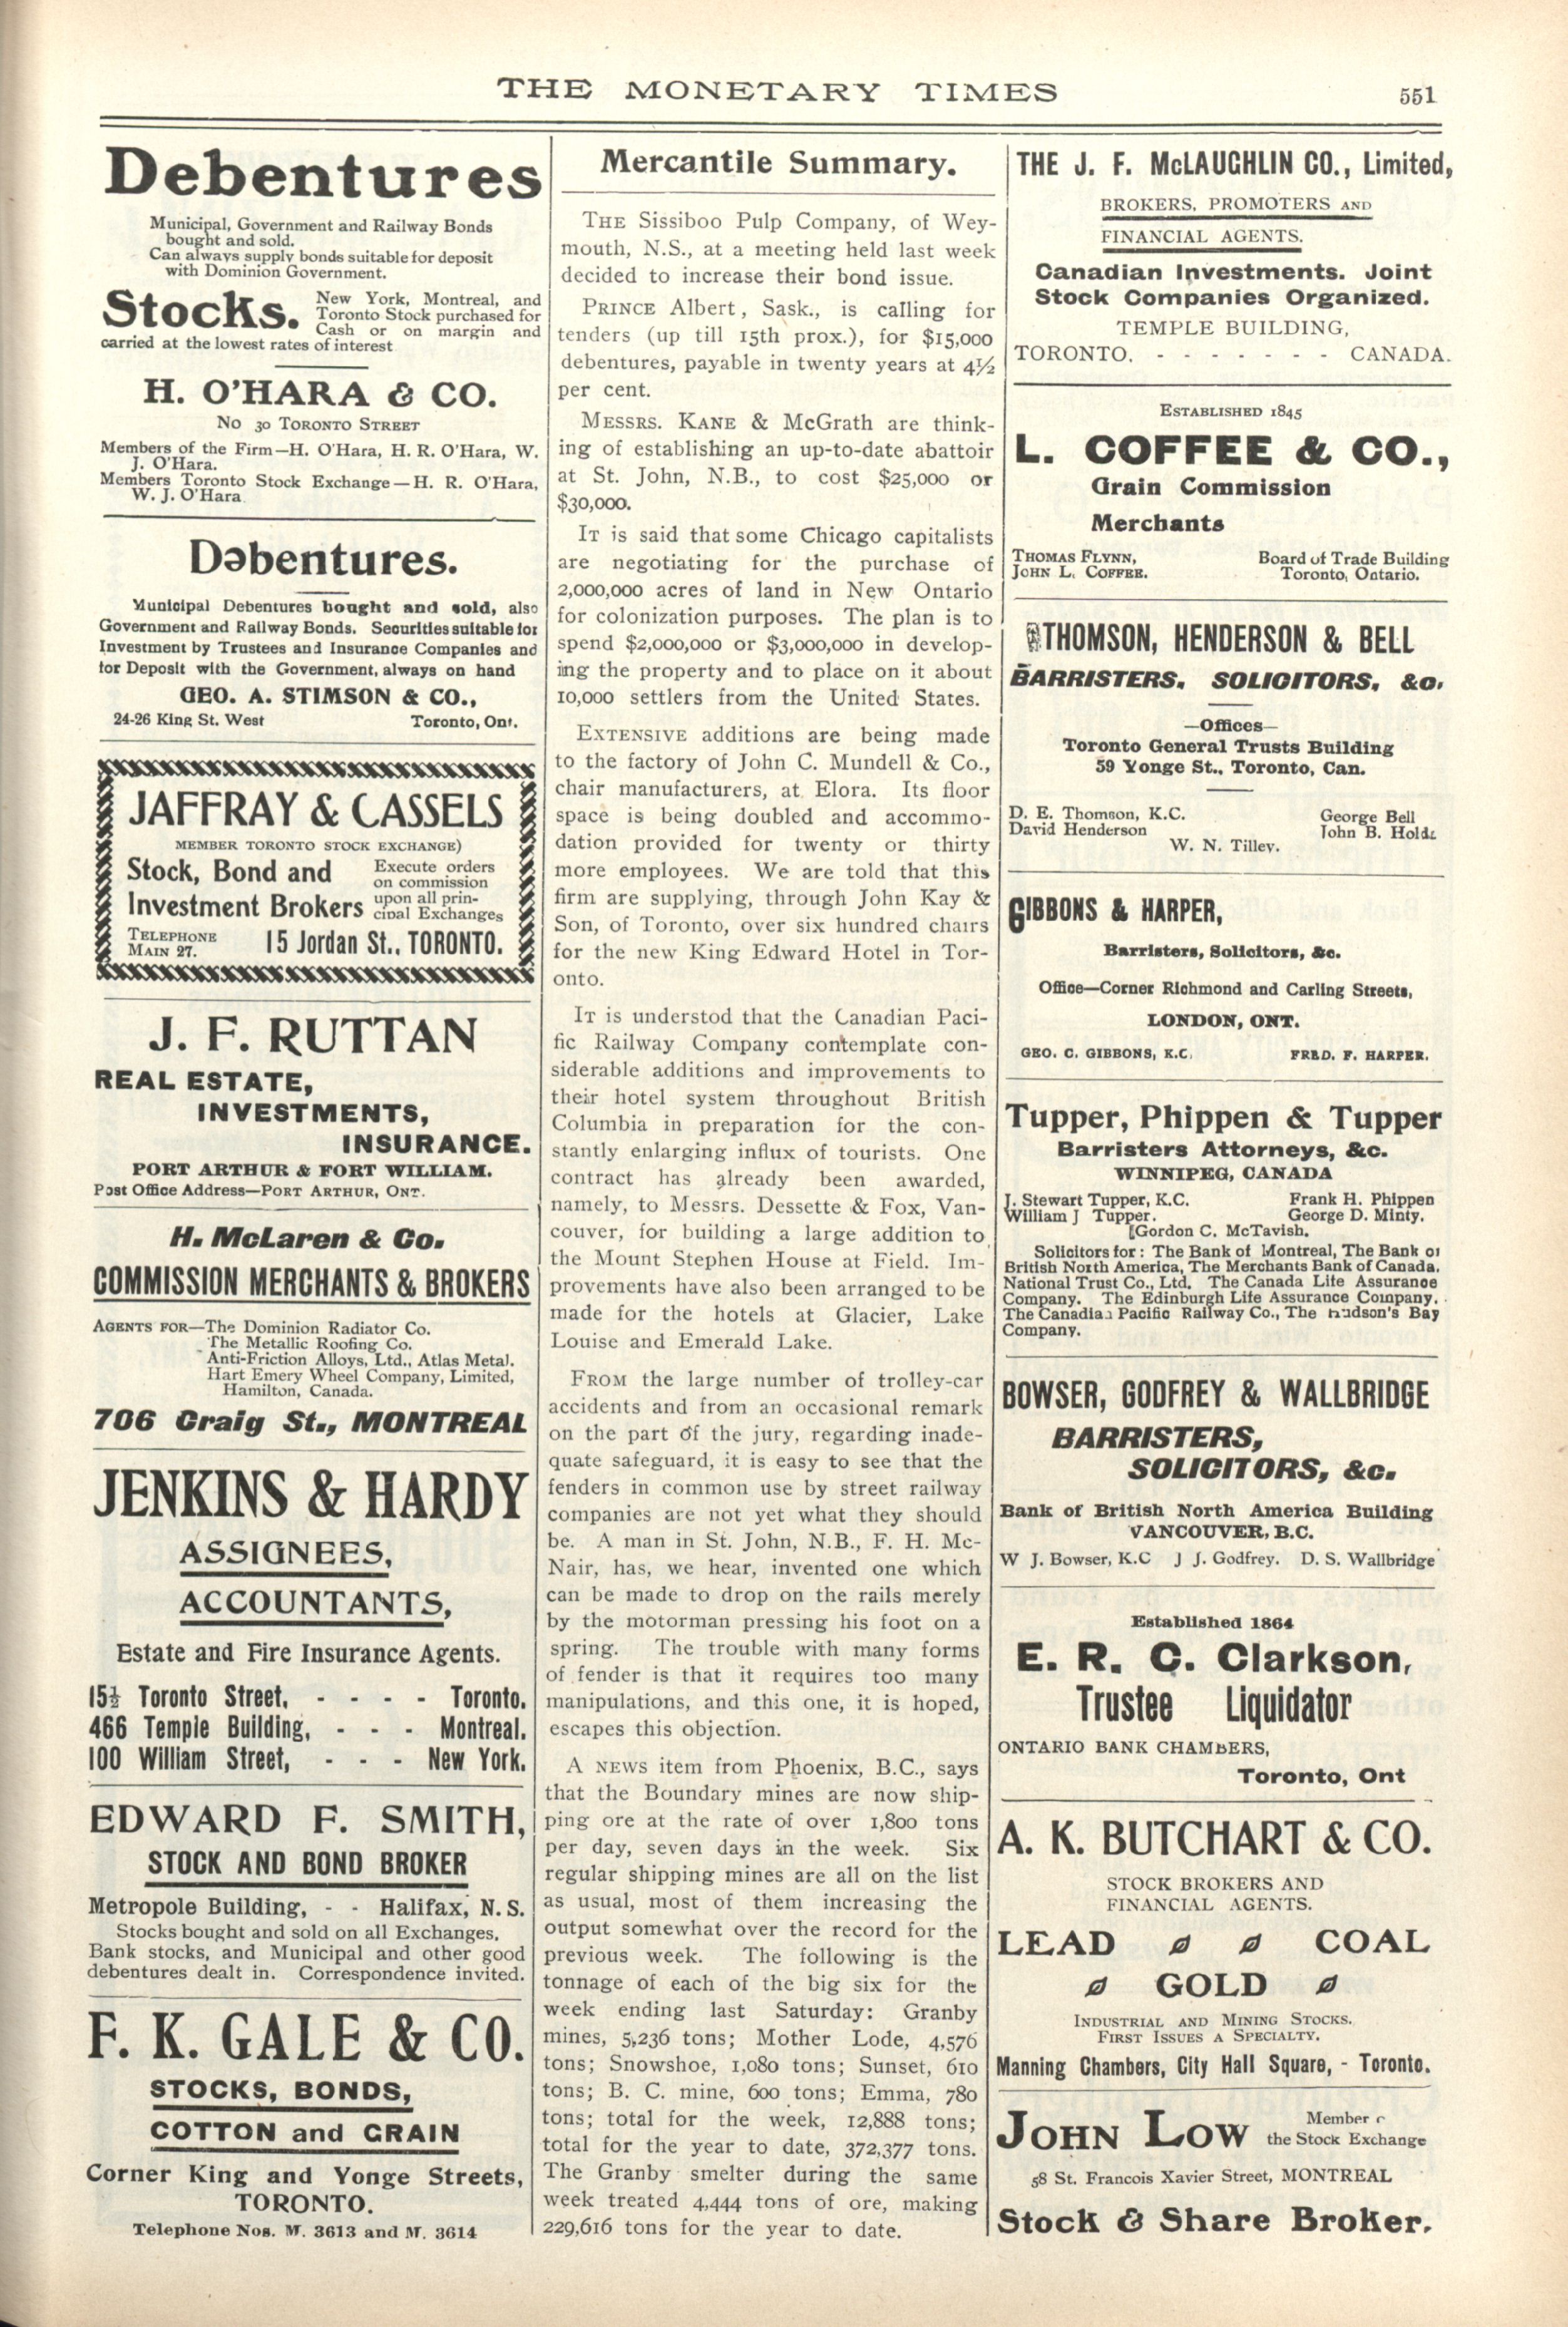 THE MONETARY TIMES 551
Debentures
Municipal, Government and Railway Bonds
bought and sold.
Can always supply bonds suitable for deposit
with Dominion Government.
Stocks. New York, Montreal, and
Toronto Stock purchased for
Cash or on margin and
carried at the lowest rates of interest
H. O'HARA & CO.
No 30 TORONTO STREET
Members of the Firm—H. O'Hara, H. R. O'Hara, W.
J. O'Hara.
Members Toronto Stock Exchange—H. R. O'Hara,
W. J. O'Hara
Debentures.
Municipal Debentures bought and sold, also
Government and Railway Bonds. Securities suitable for
Investment by Trustees and Insurance Companies and
for Deposit with the Government, always on hand
GEO. A. STIMSON & CO.,
24-26 King St. West Toronto, Ont.
JAFFRAY & CASSELS
MEMBER TORONTO STOCK EXCHANGE)
Stock, Bond and
Investment Brokers
Execute orders
on commission
upon all prin-
cipal Exchanges
TELEPHONE
MAIN 27.
15 Jordan St., TORONTO.
J. F. RUTTAN
REAL ESTATE,
INVESTMENTS,
INSURANCE.
PORT ARTHUR & FORT WILLIAM.
Post Office Address—PORT ARTHUR, ONT.
H. McLaren & Co.
COMMISSION MERCHANTS & BROKERS
AGENTS FOR—The Dominion Radiator Co.
The Metallic Roofing Co.
Anti-Friction Alloys, Ltd., Atlas Metal.
Hart Emery Wheel Company, Limited,
Hamilton, Canada.
706 Craig St., MONTREAL
JENKINS & HARDY
ASSIGNEES,
ACCOUNTANTS,
Estate and Fire Insurance Agents.
15½ Toronto Street, - - - - Toronto.
466 Temple Building, - - - Montreal.
100 William Street, - - - New York.
EDWARD F. SMITH,
STOCK AND BOND BROKER
Metropole Building, - - Halifax, N. S.
Stocks bought and sold on all Exchanges.
Bank stocks, and Municipal and other good
debentures dealt in. Correspondence invited.
F. K. GALE & CO.
STOCKS, BONDS,
COTTON and GRAIN
Corner King and Yonge Streets,
TORONTO.
Telephone Nos. M. 3613 and M. 3614
Mercantile Summary.
THE Sissiboo Pulp Company, of Wey-
mouth, N.S., at a meeting held last week
decided to increase their bond issue.
PRINCE Albert, Sask., is calling for
tenders (up till 15th prox.), for $15,000
debentures, payable in twenty years at 4½
per cent.
MESSRS. KANE & McGrath are think-
ing of establishing an up-to-date abattoir
at St. John, N.B., to cost $25,000 or
$30,000.
IT is said that some Chicago capitalists
are negotiating for the purchase of
2,000,000 acres of land in New Ontario
for colonization purposes. The plan is to
spend $2,000,000 or $3,000,000 in develop-
ing the property and to place on it about
10,000 settlers from the United States.
EXTENSIVE additions are being made
to the factory of John C. Mundell & Co.,
chair manufacturers, at Elora. Its floor
space is being doubled and accommo-
dation provided for twenty or thirty
more employees. We are told that this
firm are supplying, through John Kay &
Son, of Toronto, over six hundred chairs
for the new King Edward Hotel in Tor-
onto.
IT is understod that the Canadian Paci-
fic Railway Company contemplate con-
siderable additions and improvements to
their hotel system throughout British
Columbia in preparation for the con-
stantly enlarging influx of tourists. One
contract has already been awarded,
namely, to Messrs. Dessette & Fox, Van-
couver, for building a large addition to
the Mount Stephen House at Field. Im-
provements have also been arranged to be
made for the hotels at Glacier, Lake
Louise and Emerald Lake.
FROM the large number of trolley-car
accidents and from an occasional remark
on the part of the jury, regarding inade-
quate safeguard, it is easy to see that the
fenders in common use by street railway
companies are not yet what they should
be. A man in St. John, N.B., F. H. Mc-
Nair, has, we hear, invented one which
can be made to drop on the rails merely
by the motorman pressing his foot on a
spring. The trouble with many forms
of fender is that it requires too many
manipulations, and this one, it is hoped,
escapes this objection.
A NEWS item from Phoenix, B.C., says
that the Boundary mines are now ship-
ping ore at the rate of over 1,800 tons
per day, seven days in the week. Six
regular shipping mines are all on the list
as usual, most of them increasing the
output somewhat over the record for the
previous week. The following is the
tonnage of each of the big six for the
week ending last Saturday: Granby
mines, 5,236 tons; Mother Lode, 4,576
tons; Snowshoe, 1,080 tons; Sunset, 610
tons; B. C. mine, 600 tons; Emma, 780
tons; total for the week, 12,888 tons;
total for the year to date, 372,377 tons.
The Granby smelter during the same
week treated 4,444 tons of ore, making
229,616 tons for the year to date.
THE J. F. McLAUGHLIN CO., Limited,
BROKERS, PROMOTERS AND
FINANCIAL AGENTS.
Canadian Investments. Joint
Stock Companies Organized.
TEMPLE BUILDING,
TORONTO, - - - - - - - CANADA.
ESTABLISHED 1845
L. COFFEE & CO.,
Grain Commission
Merchants
THOMAS FLYNN,
JOHN L. COFFEE.
Board of Trade Building
Toronto, Ontario.
THOMSON, HENDERSON & BELL
BARRISTERS, SOLICITORS, &c.
—Offices—
Toronto General Trusts Building
59 Yonge St., Toronto, Can.
D. E. Thomson, K.C. George Bell
David Henderson John B. Holde
W. N. Tilley.
GIBBONS & HARPER,
Barristers, Solicitors, &c.
Office—Corner Richmond and Carling Streets,
LONDON, ONT.
GEO. C. GIBBONS, K.C. FRED. F. HARPER.
Tupper, Phippen & Tupper
Barristers Attorneys, &c.
WINNIPEG, CANADA
J. Stewart Tupper, K.C. Frank H. Phippen
William J Tupper. George D. Minty.
Gordon C. McTavish.
Solicitors for: The Bank of Montreal, The Bank of
British North America, The Merchants Bank of Canada,
National Trust Co., Ltd. The Canada Life Assurance
Company. The Edinburgh Life Assurance Company.
The Canadian Pacific Railway Co., The Hudson's Bay
Company.
BOWSER, GODFREY & WALLBRIDGE
BARRISTERS,
SOLICITORS, &c.
Bank of British North America Building
VANCOUVER, B.C.
W J. Bowser, K.C J J. Godfrey. D. S. Wallbridge
Established 1864
E. R. C. Clarkson,
Trustee Liquidator
ONTARIO BANK CHAMBERS,
Toronto, Ont
A. K. BUTCHART & CO.
STOCK BROKERS AND
FINANCIAL AGENTS.
LEAD COAL
GOLD
INDUSTRIAL AND MINING STOCKS.
FIRST ISSUES A SPECIALTY.
Manning Chambers, City Hall Square, - Toronto.
JOHN LOW Member
the Stock Exchange
58 St. Francois Xavier Street, MONTREAL
Stock & Share Broker.